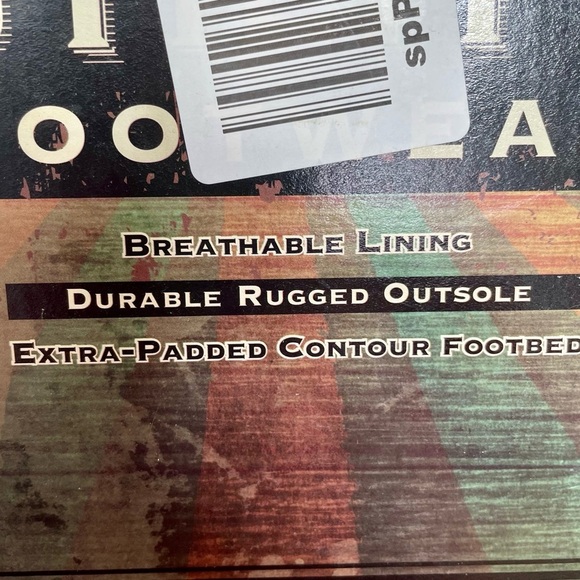 Breathable Lining
Durable Rugged Outsole
Extra-Padded Contour Footbed